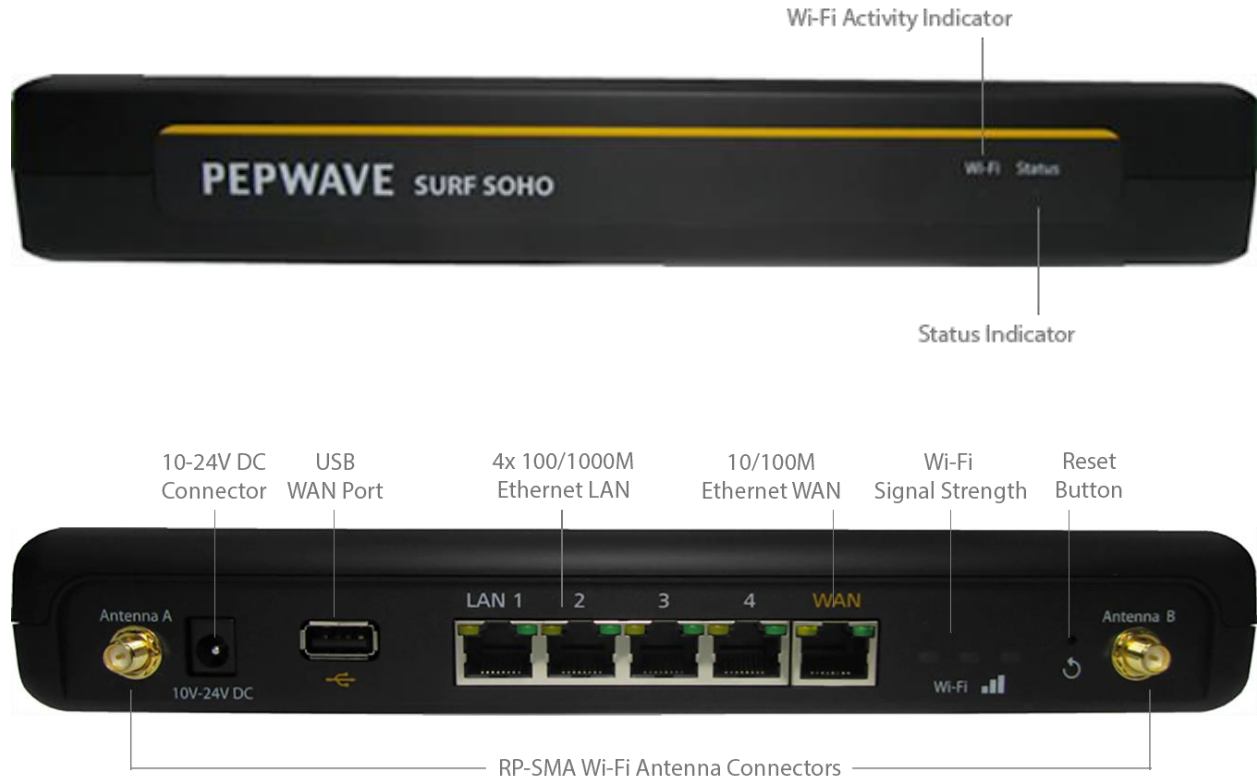 Wi-Fi Activity Indicator
PEPWAVE SURF SOHO
Wi-Fi Status
Status Indicator
10-24V DC
Connector
USB
WAN Port
4x 100/1000M
Ethernet LAN
10/100M
Ethernet WAN
Wi-Fi
Signal Strength
Reset
Button
LAN 1 2 3 4 WAN
Antenna A
Antenna B
10V-24V DC
Wi-Fi
RP-SMA Wi-Fi Antenna Connectors